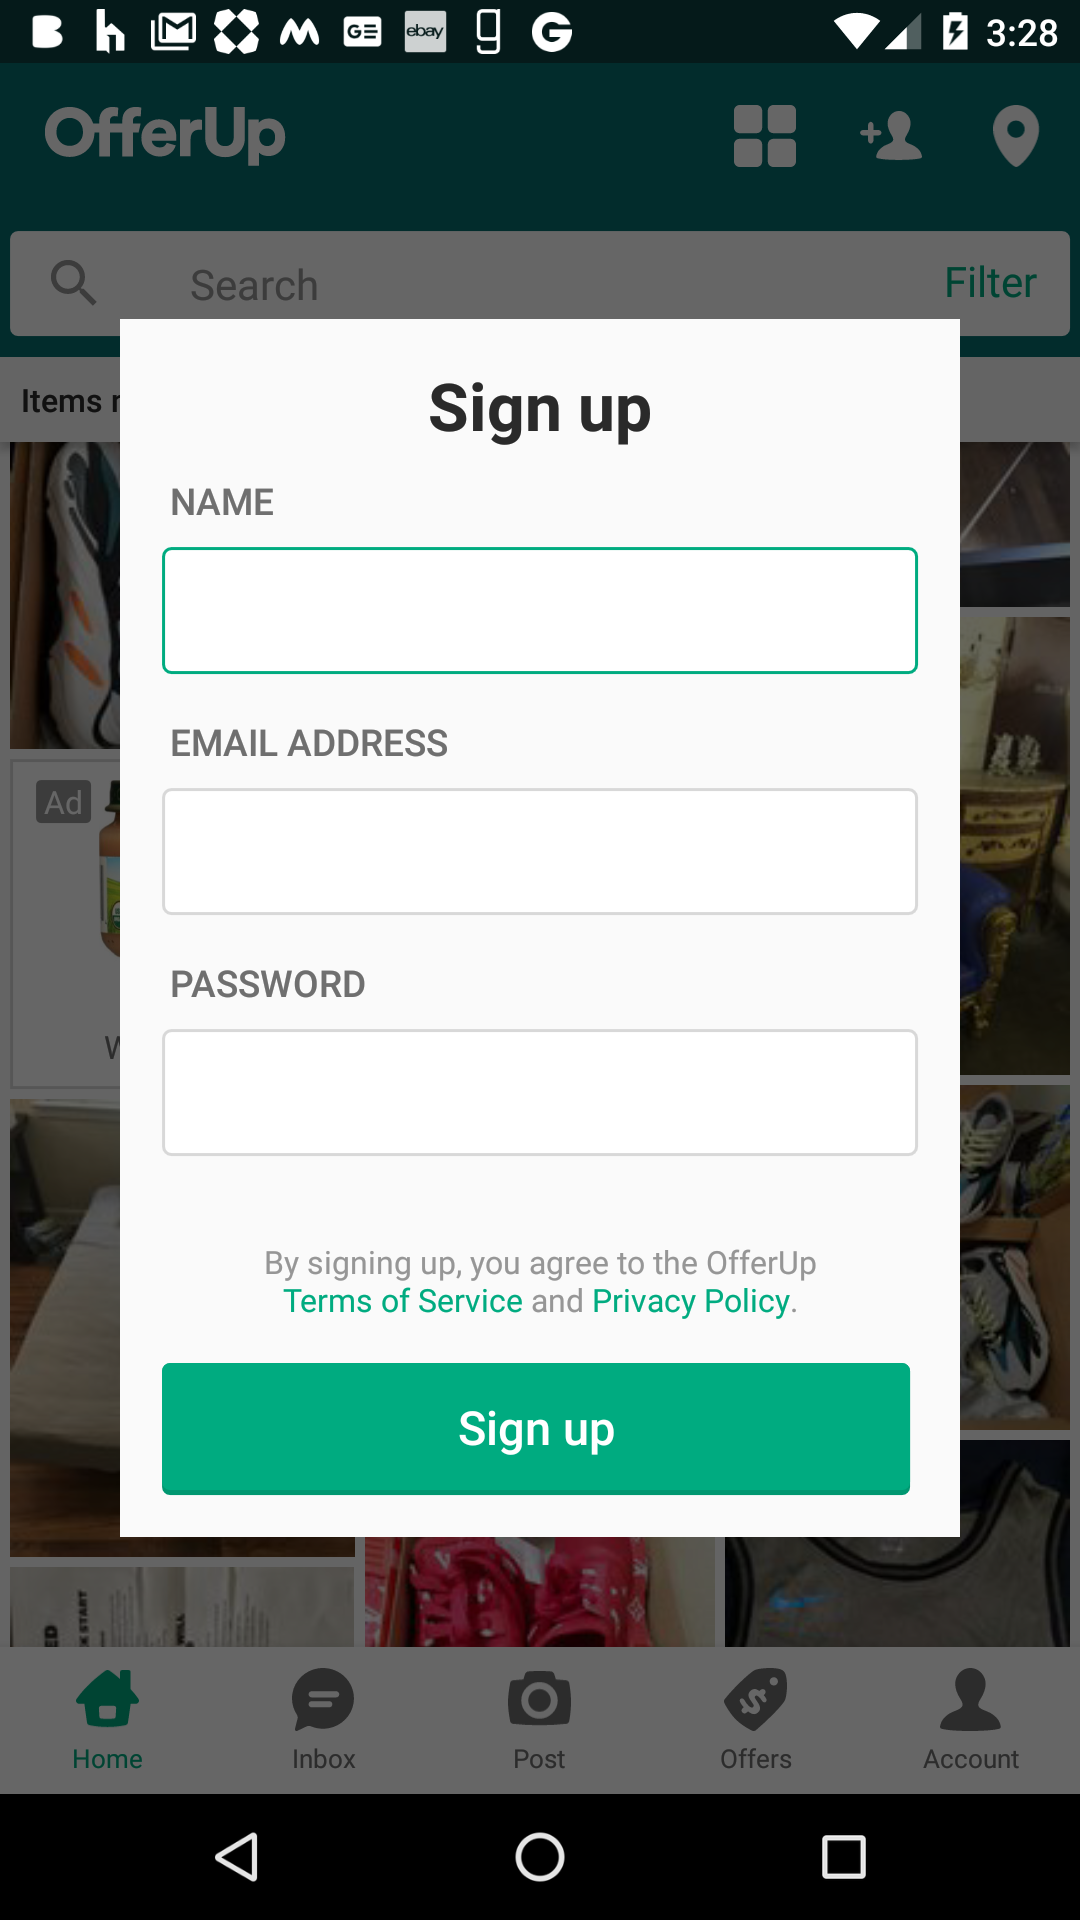 ebay
3:28
OfferUp
Search
Filter
Items
Sign up
NAME
EMAIL ADDRESS
Ad
PASSWORD
By signing up, you agree to the OfferUp
Terms of Service and Privacy Policy.
Sign up
Home
Inbox
Post
Offers
Account